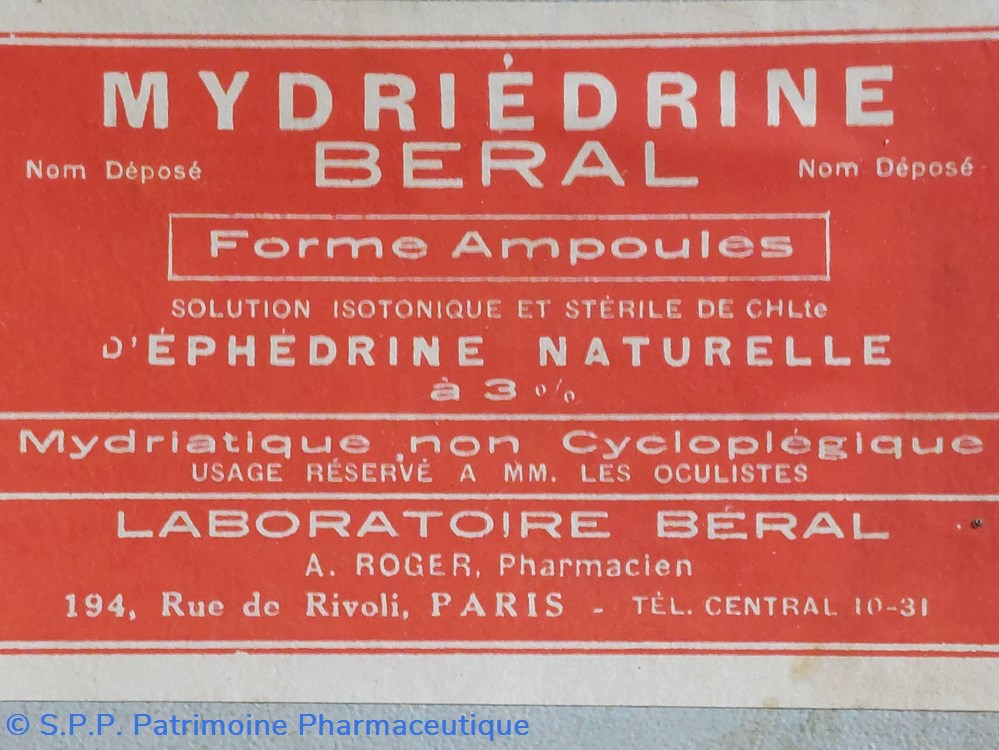 MYDRIÉDRINE
Nom Déposé BERAL Nom Déposé
Forme Ampoules
SOLUTION ISOTONIQUE ET STÉRILE DE CHLte
D'ÉPHÉDRINE NATURELLE
à 3 %
Mydriatique non Cycloplégique
USAGE RÉSERVÉ A MM. LES OCULISTES
LABORATOIRE BÉRAL
A. ROGER, Pharmacien
194, Rue de Rivoli, PARIS - TÉL. CENTRAL 10-31
© S.P.P. Patrimoine Pharmaceutique